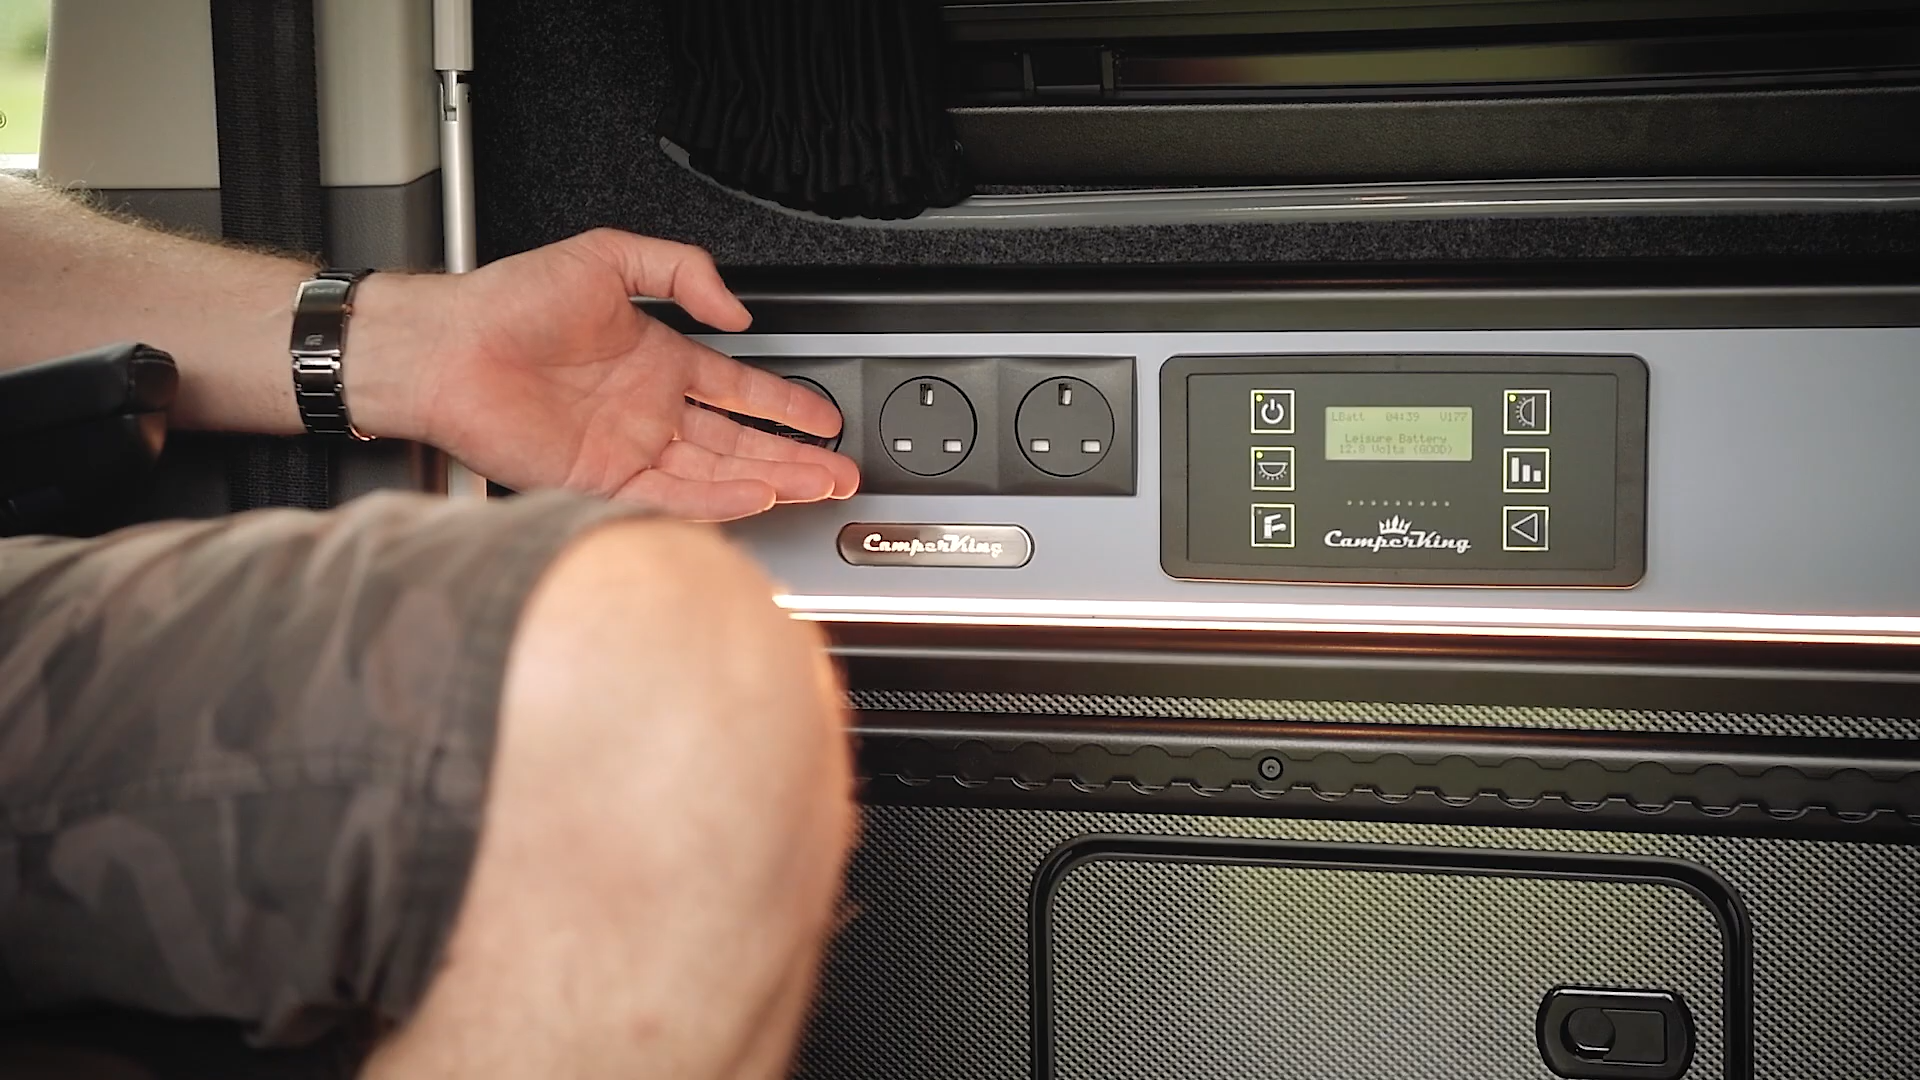 LBatt 04:39 V177
Leisure Battery
12.8 Volts (GOOD)
CamperKing
CamperKing